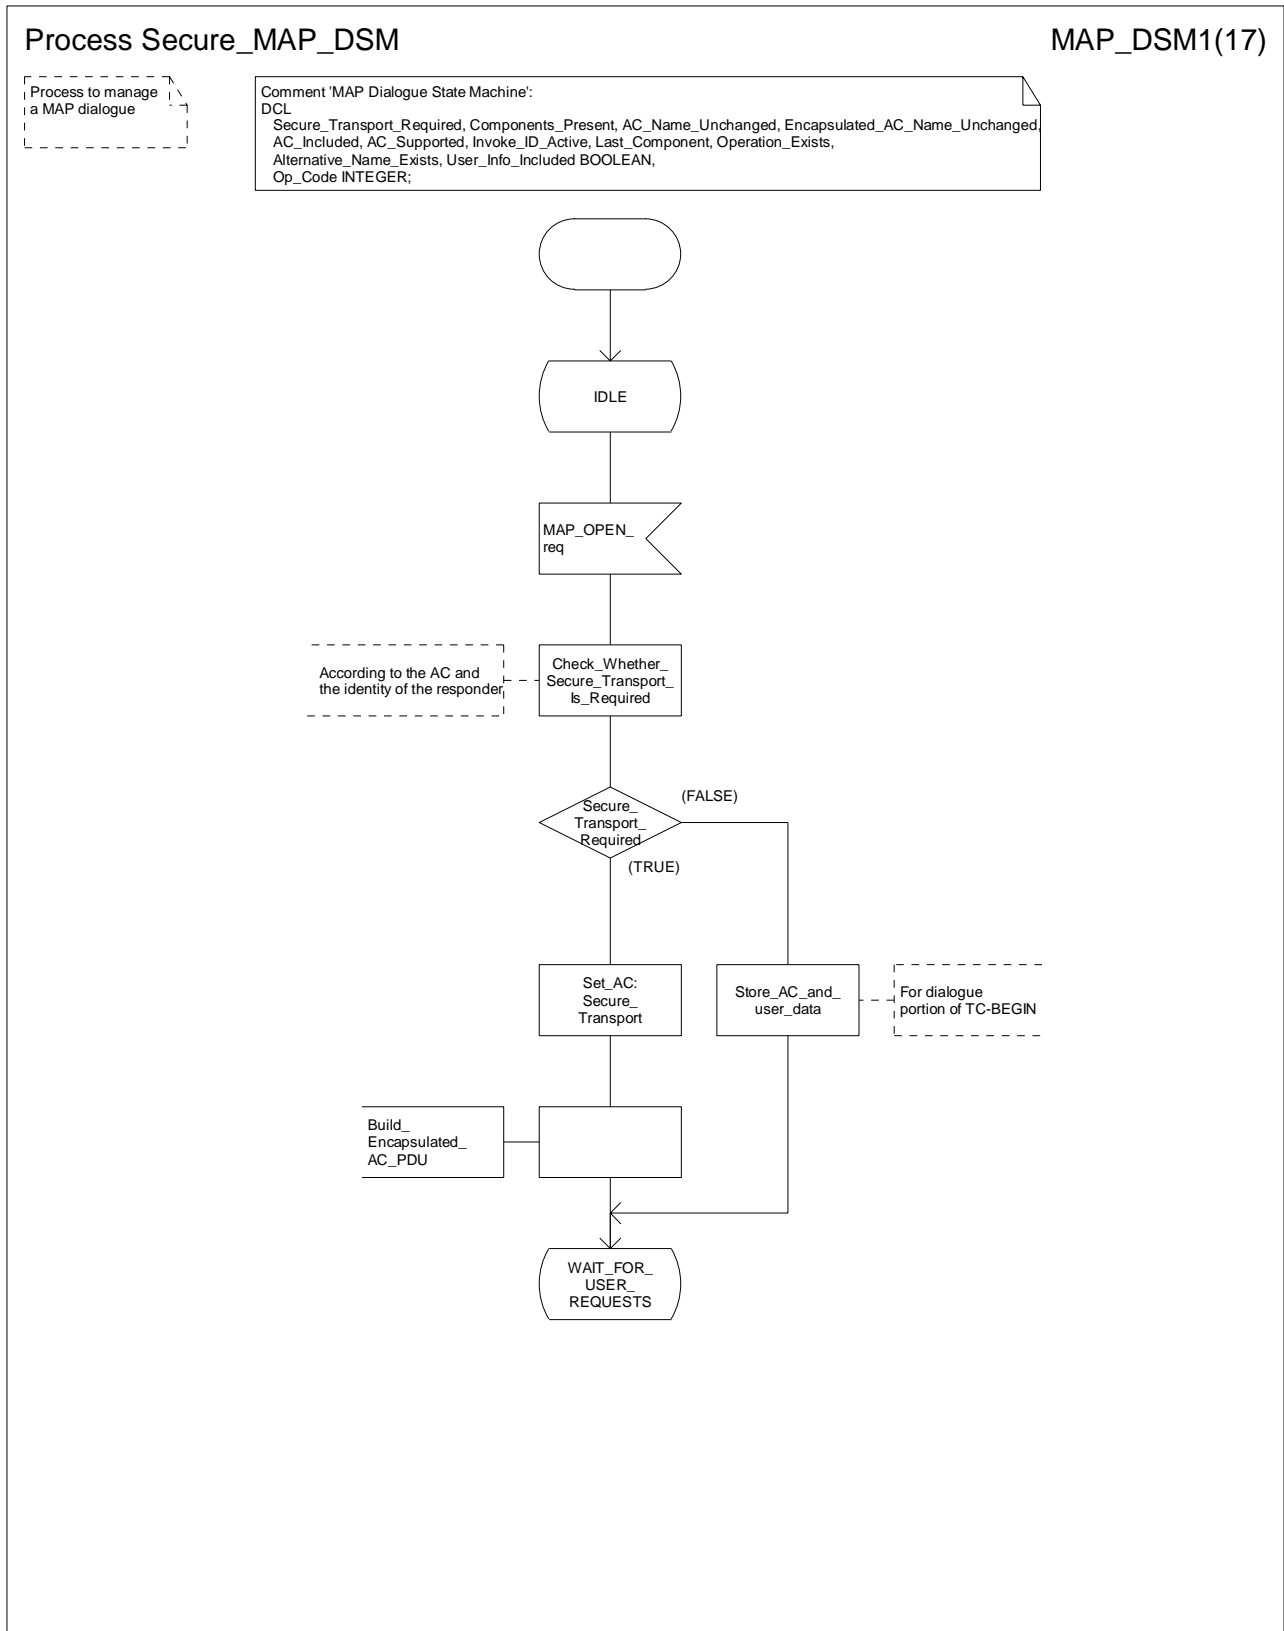 Process Secure_MAP_DSM
MAP_DSM1(17)
Process to manage
a MAP dialogue
Comment 'MAP Dialogue State Machine':
DCL
Secure_Transport_Required, Components_Present, AC_Name_Unchanged, Encapsulated_AC_Name_Unchanged,
AC_Included, AC_Supported, Invoke_ID_Active, Last_Component, Operation_Exists,
Alternative_Name_Exists, User_Info_Included BOOLEAN,
Op_Code INTEGER;
IDLE
MAP_OPEN_
req
According to the AC and
the identity of the responder
Check_Whether_
Secure_Transport_
Is_Required
Secure_
Transport_
Required
(FALSE)
(TRUE)
Set_AC:
Secure_
Transport
Store_AC_and_
user_data
For dialogue
portion of TC-BEGIN
Build_
Encapsulated_
AC_PDU
WAIT_FOR_
USER_
REQUESTS